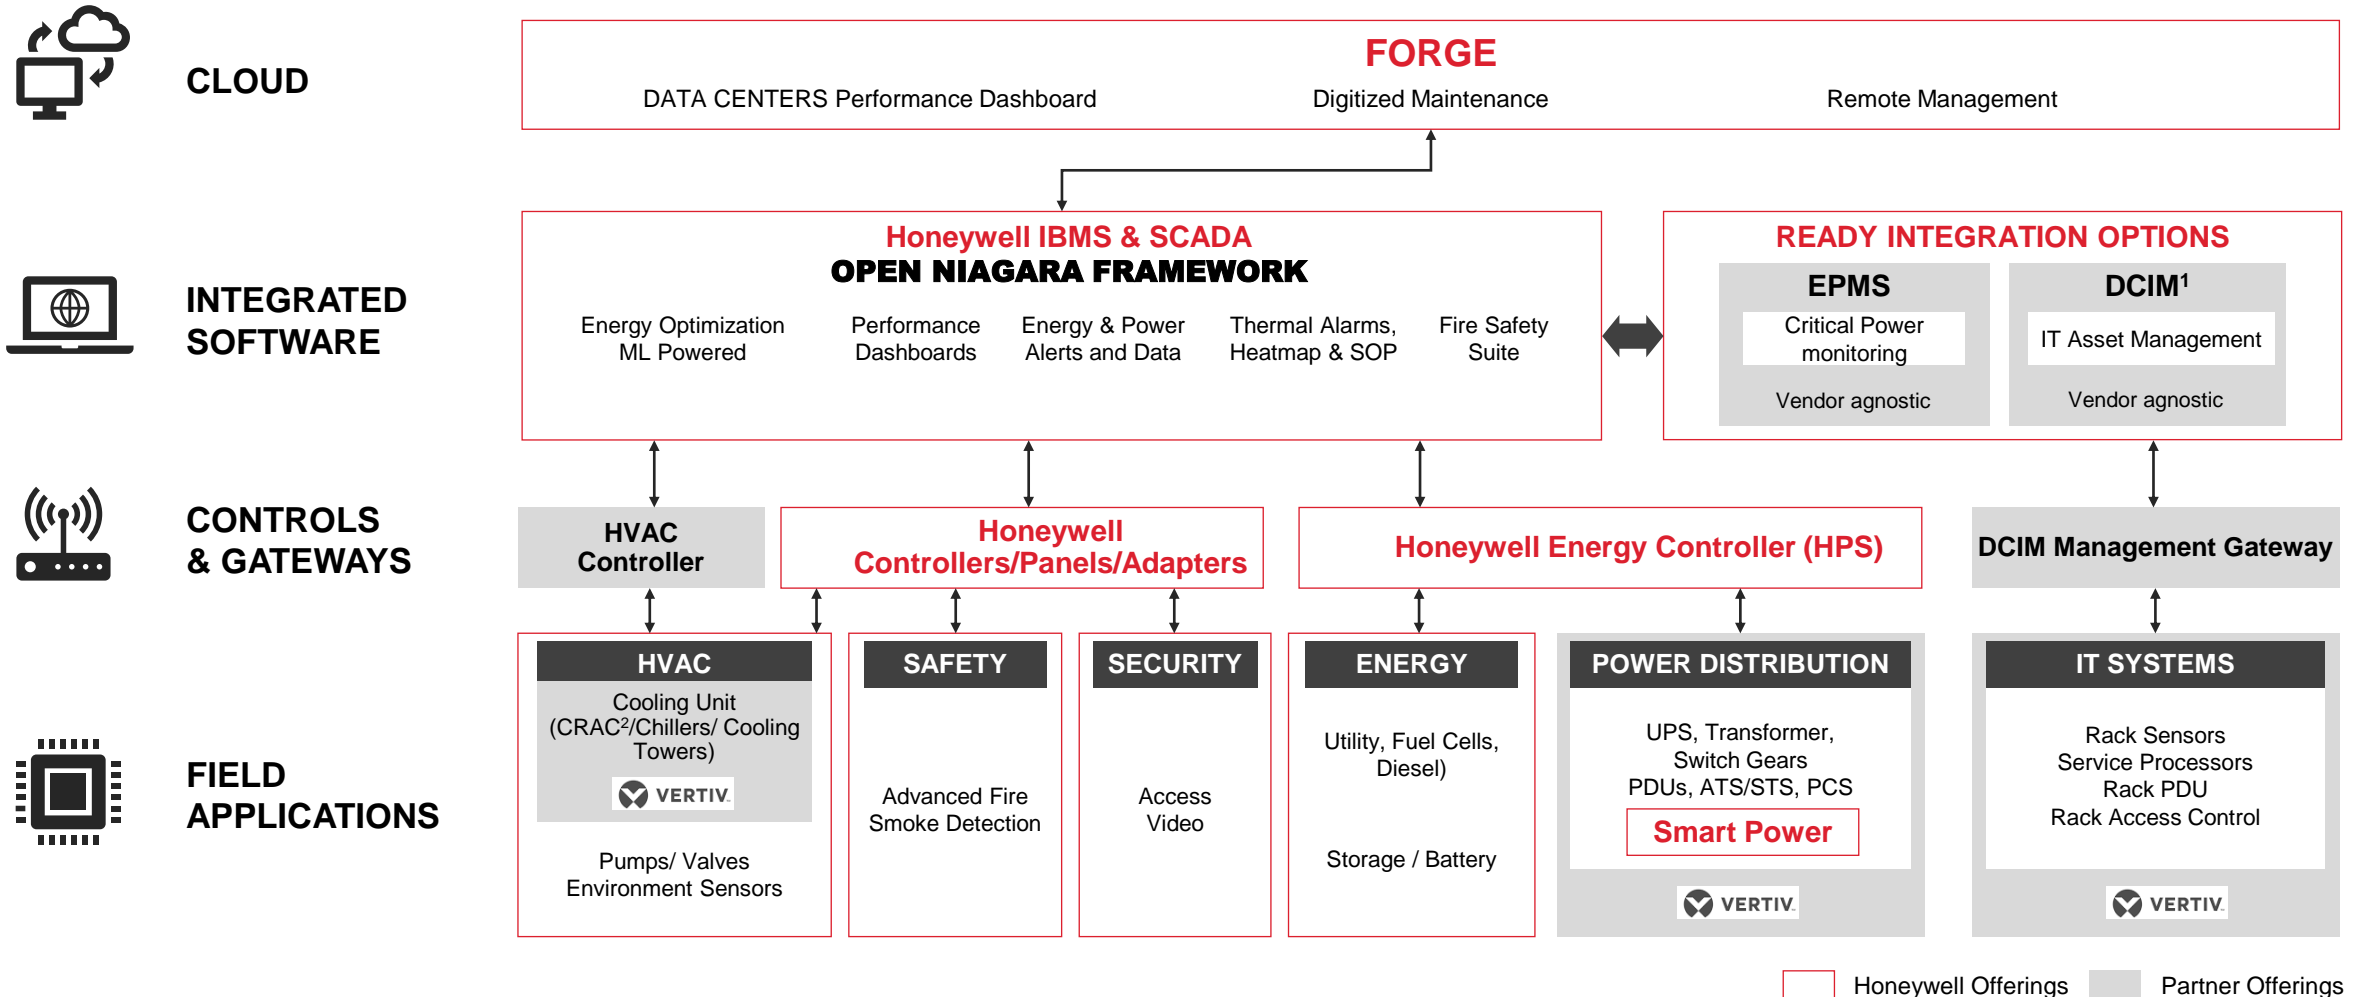 CLOUD
FORGE
DATA CENTERS Performance Dashboard
Digitized Maintenance
Remote Management
INTEGRATED
SOFTWARE
Honeywell IBMS & SCADA
OPEN NIAGARA FRAMEWORK
Energy Optimization
ML Powered
Performance
Dashboards
Energy & Power
Alerts and Data
Thermal Alarms,
Heatmap & SOP
Fire Safety
Suite
READY INTEGRATION OPTIONS
EPMS
Critical Power
monitoring
Vendor agnostic
DCIM¹
IT Asset Management
Vendor agnostic
CONTROLS
& GATEWAYS
HVAC
Controller
Honeywell
Controllers/Panels/Adapters
Honeywell Energy Controller (HPS)
DCIM Management Gateway
FIELD
APPLICATIONS
HVAC
Cooling Unit
(CRAC²/Chillers/ Cooling
Towers)
VERTIV™
Pumps/ Valves
Environment Sensors
SAFETY
Advanced Fire
Smoke Detection
SECURITY
Access
Video
ENERGY
Utility, Fuel Cells,
Diesel)
Storage / Battery
POWER DISTRIBUTION
UPS, Transformer,
Switch Gears
PDUs, ATS/STS, PCS
Smart Power
VERTIV™
IT SYSTEMS
Rack Sensors
Service Processors
Rack PDU
Rack Access Control
VERTIV™
Honeywell Offerings
Partner Offerings